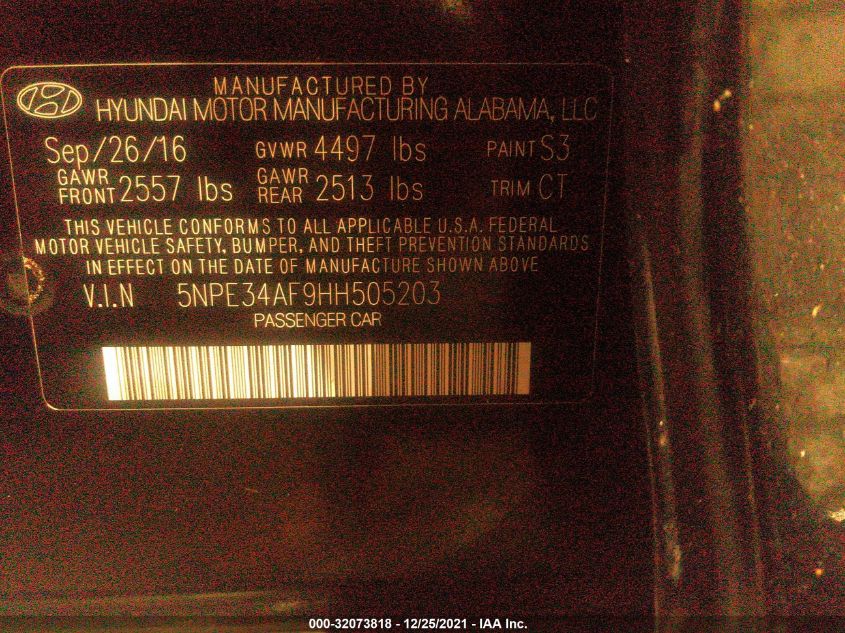 MANUFACTURED BY
HYUNDAI MOTOR MANUFACTURING ALABAMA, LLC
Sep/26/16 GVWR 4497 lbs PAINT S3
GAWR FRONT 2557 lbs GAWR REAR 2513 lbs TRIM CT
THIS VEHICLE CONFORMS TO ALL APPLICABLE U.S.A. FEDERAL
MOTOR VEHICLE SAFETY, BUMPER, AND THEFT PREVENTION STANDARDS
IN EFFECT ON THE DATE OF MANUFACTURE SHOWN ABOVE
V.I.N 5NPE34AF9HH505203
PASSENGER CAR
000-32073818 - 12/25/2021 - IAA Inc.